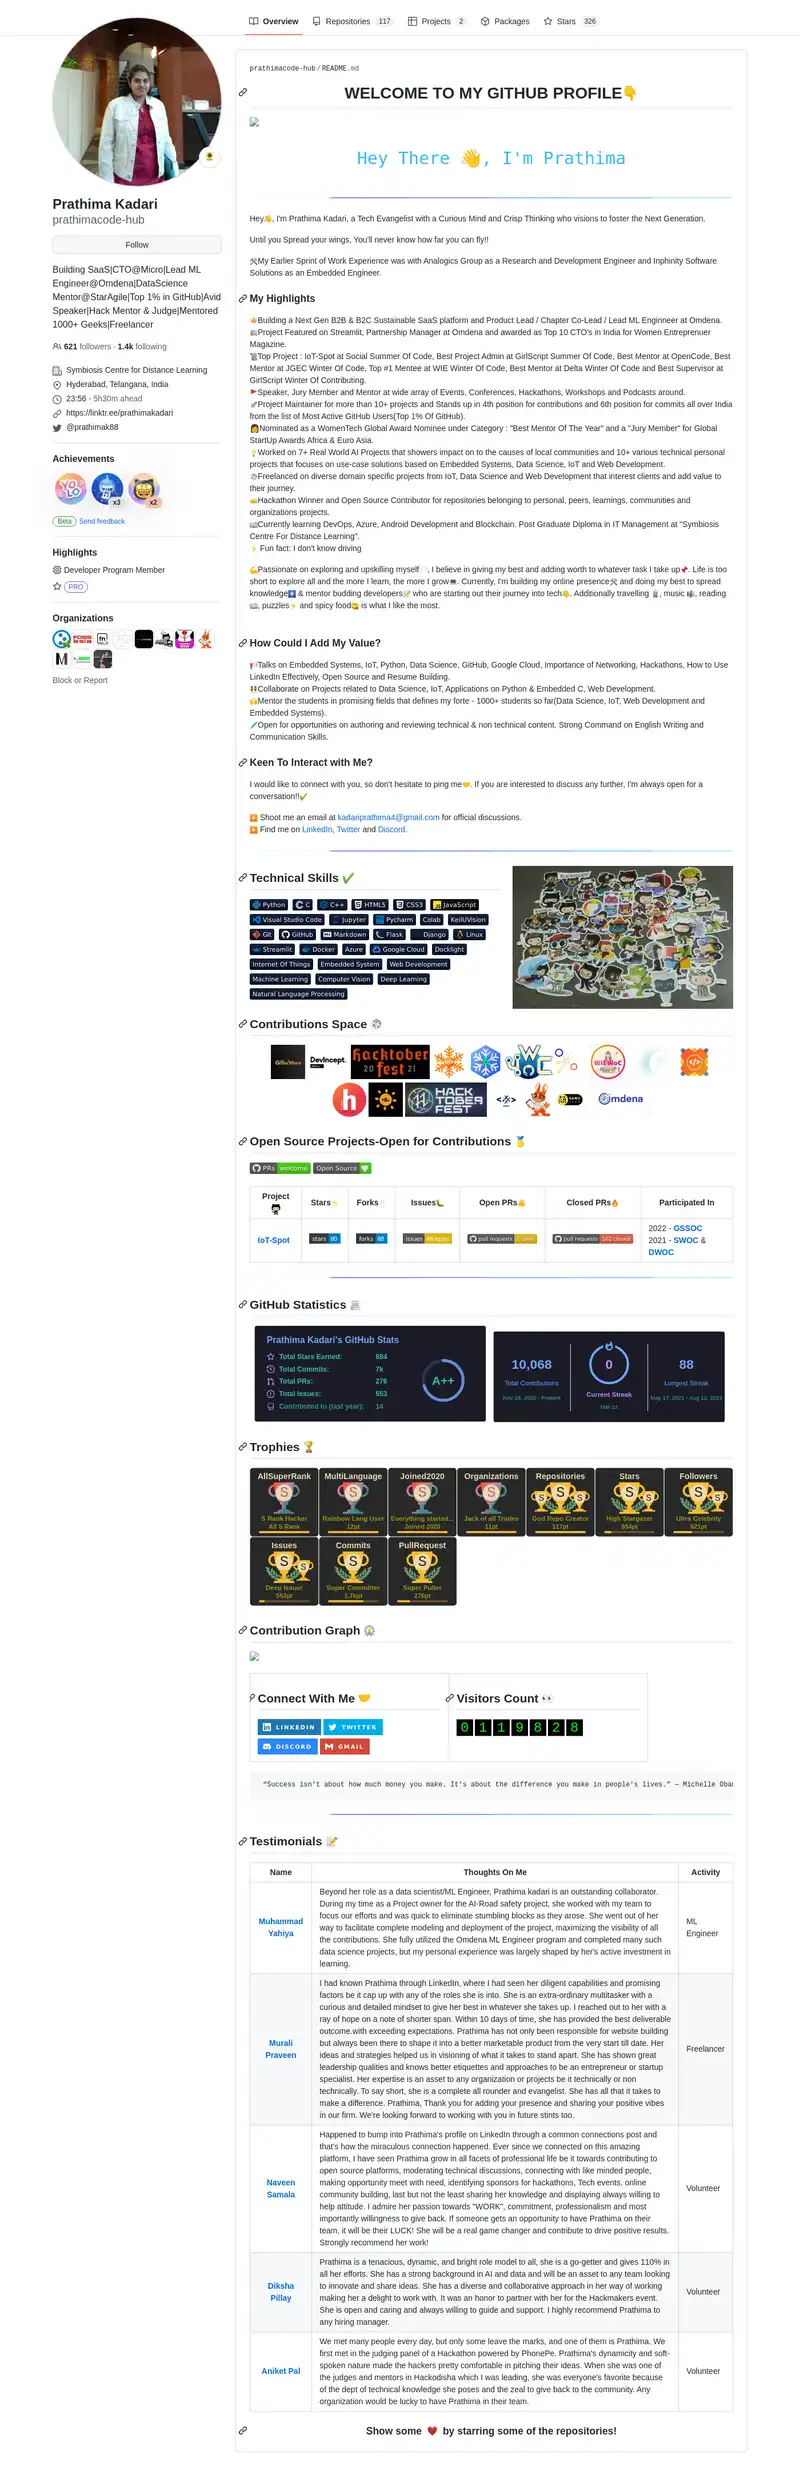 Overview Repositories 117 Projects 2 Packages Stars 326
Prathima Kadari
prathimacode-hub
Follow
Building SaaS|CTO@Micro|Lead ML
Engineer@Omdena|DataScience
Mentor@StarAgile|Top 1% in GitHub|Avid
Speaker|Hack Mentor & Judge|Mentored
1000+ Geeks|Freelancer
621 followers · 1.4k following
Symbiosis Centre for Distance Learning
Hyderabad, Telangana, India
23:56 - 5h30m ahead
https://linktr.ee/prathimakadari
@prathimak88
Achievements
YOLO
x3
x2
Beta Send feedback
Highlights
Developer Program Member
PRO
Organizations
Block or Report
prathimacode-hub/README.md
WELCOME TO MY GITHUB PROFILE👇
Hey There 👋, I'm Prathima
Hey👋, I'm Prathima Kadari, a Tech Evangelist with a Curious Mind and Crisp Thinking who visions to foster the Next Generation.
Until you Spread your wings, You'll never know how far you can fly!!
🛠️My Earlier Sprint of Work Experience was with Analogics Group as a Research and Development Engineer and Inphinity Software
Solutions as an Embedded Engineer.
My Highlights
Building a Next Gen B2B & B2C Sustainable SaaS platform and Product Lead / Chapter Co-Lead / Lead ML Enginneer at Omdena.
Project Featured on Streamlit, Partnership Manager at Omdena and awarded as Top 10 CTO's in India for Women Entreprenuer
Magazine.
Top Project : IoT-Spot at Social Summer Of Code, Best Project Admin at GirlScript Summer Of Code, Best Mentor at OpenCode, Best
Mentor at JGEC Winter Of Code, Top #1 Mentee at WIE Winter Of Code, Best Mentor at Delta Winter Of Code and Best Supervisor at
GirlScript Winter Of Contributing.
🚩Speaker, Jury Member and Mentor at wide array of Events, Conferences, Hackathons, Workshops and Podcasts around.
Project Maintainer for more than 10+ projects and Stands up in 4th position for contributions and 6th position for commits all over India
from the list of Most Active GitHub Users(Top 1% Of GitHub).
Nominated as a WomenTech Global Award Nominee under Category : "Best Mentor Of The Year" and a "Jury Member" for Global
StartUp Awards Africa & Euro Asia.
💡Worked on 7+ Real World AI Projects that showers impact on to the causes of local communities and 10+ various technical personal
projects that focuses on use-case solutions based on Embedded Systems, Data Science, IoT and Web Development.
Freelanced on diverse domain specific projects from IoT, Data Science and Web Development that interest clients and add value to
their journey.
Hackathon Winner and Open Source Contributor for repositories belonging to personal, peers, learnings, communities and
organizations projects.
📖Currently learning DevOps, Azure, Android Development and Blockchain. Post Graduate Diploma in IT Management at "Symbiosis
Centre For Distance Learning".
⚡ Fun fact: I don't know driving
💪Passionate on exploring and upskilling myself, I believe in giving my best and adding worth to whatever task I take up📌. Life is too
short to explore all and the more I learn, the more I grow💻. Currently, I'm building my online presence🛠️ and doing my best to spread
knowledge & mentor budding developers📝 who are starting out their journey into tech👋. Additionally travelling, music, reading
📖, puzzles⚡ and spicy food😋 is what I like the most.
How Could I Add My Value?
Talks on Embedded Systems, IoT, Python, Data Science, GitHub, Google Cloud, Importance of Networking, Hackathons, How to Use
LinkedIn Effectively, Open Source and Resume Building.
Collaborate on Projects related to Data Science, IoT, Applications on Python & Embedded C, Web Development.
🙌Mentor the students in promising fields that defines my forte - 1000+ students so far(Data Science, IoT, Web Development and
Embedded Systems).
Open for opportunities on authoring and reviewing technical & non technical content. Strong Command on English Writing and
Communication Skills.
Keen To Interact with Me?
I would like to connect with you, so don't hesitate to ping me🤝. If you are interested to discuss any further, I'm always open for a
conversation!!✅
▶️ Shoot me an email at kadariprathima4@gmail.com for official discussions.
▶️ Find me on LinkedIn, Twitter and Discord.
Technical Skills ✔️
Python C C++ HTML5 CSS3 JavaScript
Visual Studio Code Jupyter Pycharm Colab KeilUVision
Git GitHub Markdown Flask Django Linux
Streamlit Docker Azure Google Cloud Docklight
Internet Of Things Embedded System Web Development
Machine Learning Computer Vision Deep Learning
Natural Language Processing
Contributions Space
GrowMore DevIncept. Hacktober fest 20 21
HACK TOBER FEST Omdena
Open Source Projects-Open for Contributions 🏅
PRs welcome Open Source
Project Stars Forks Issues Open PRs Closed PRs🔥 Participated In
IoT-Spot stars 80 forks 88 issues pull requests pull requests 162 closed
2022 - GSSOC
2021 - SWOC &
DWOC
GitHub Statistics
Prathima Kadari's GitHub Stats
Total Stars Earned: 884
Total Commits: 7k
Total PRs: 276
Total Issues: 553
Contributed to (last year): 14
A++
10,068
Total Contributions
Nov 18, 2020 - Present
0
Current Streak
Mar 13
88
Longest Streak
May 17, 2021 - Aug 12, 2021
Trophies 🏆
AllSuperRank MultiLanguage Joined2020 Organizations Repositories Stars Followers
S Rank Hacker Rainbow Lang User Everything started... Jack of all Trades God Repo Creator High Stargazer Ultra Celebrity
All S Rank 12pt Joined 2020 11pt 117pt 884pt 621pt
Issues Commits PullRequest
Deep Issuer Super Committer Super Puller
553pt 1.7kpt 276pt
Contribution Graph
Connect With Me 🤝
LINKEDIN TWITTER
DISCORD GMAIL
Visitors Count 👀
0119828
“Success isn't about how much money you make. It's about the difference you make in people's lives.” — Michelle Obam
Testimonials 📝
Name Thoughts On Me Activity
Muhammad
Yahiya
Beyond her role as a data scientist/ML Engineer, Prathima kadari is an outstanding collaborator.
During my time as a Project owner for the AI-Road safety project, she worked with my team to
focus our efforts and was quick to eliminate stumbling blocks as they arose. She went out of her
way to facilitate complete modeling and deployment of the project, maximizing the visibility of all
the contributions. She fully utilized the Omdena ML Engineer program and completed many such
data science projects, but my personal experience was largely shaped by her's active investment in
learning.
ML
Engineer
Murali
Praveen
I had known Prathima through LinkedIn, where I had seen her diligent capabilities and promising
factors be it cap up with any of the roles she is into. She is an extra-ordinary multitasker with a
curious and detailed mindset to give her best in whatever she takes up. I reached out to her with a
ray of hope on a note of shorter span. Within 10 days of time, she has provided the best deliverable
outcome.with exceeding expectations. Prathima has not only been responsible for website building
but always been there to shape it into a better marketable product from the very start till date. Her
ideas and strategies helped us in visioning of what it takes to stand apart. She has shown great
leadership qualities and knows better etiquettes and approaches to be an entrepreneur or startup
specialist. Her expertise is an asset to any organization or projects be it technically or non
technically. To say short, she is a complete all rounder and evangelist. She has all that it takes to
make a difference. Prathima, Thank you for adding your presence and sharing your positive vibes
in our firm. We're looking forward to working with you in future stints too.
Freelancer
Naveen
Samala
Happened to bump into Prathima's profile on LinkedIn through a common connections post and
that's how the miraculous connection happened. Ever since we connected on this amazing
platform, I have seen Prathima grow in all facets of professional life be it towards contributing to
open source platforms, moderating technical discussions, connecting with like minded people,
making opportunity meet with need, identifying sponsors for hackathons, Tech events, online
community building, last but not the least sharing her knowledge and displaying always willing to
help attitude. I admire her passion towards "WORK", commitment, professionalism and most
importantly willingness to give back. If someone gets an opportunity to have Prathima on their
team, it will be their LUCK! She will be a real game changer and contribute to drive positive results.
Strongly recommend her work!
Volunteer
Diksha
Pillay
Prathima is a tenacious, dynamic, and bright role model to all, she is a go-getter and gives 110% in
all her efforts. She has a strong background in AI and data and will be an asset to any team looking
to innovate and share ideas. She has a diverse and collaborative approach in her way of working
making her a delight to work with. It was an honor to partner with her for the Hackmakers event.
She is open and caring and always willing to guide and support. I highly recommend Prathima to
any hiring manager.
Volunteer
Aniket Pal
We met many people every day, but only some leave the marks, and one of them is Prathima. We
first met in the judging panel of a Hackathon powered by PhonePe. Prathima's dynamicity and soft-
spoken nature made the hackers pretty comfortable in pitching their ideas. When she was one of
the judges and mentors in Hackodisha which I was leading, she was everyone's favorite because
of the dept of technical knowledge she poses and the zeal to give back to the community. Any
organization would be lucky to have Prathima in their team.
Volunteer
Show some ❤️ by starring some of the repositories!